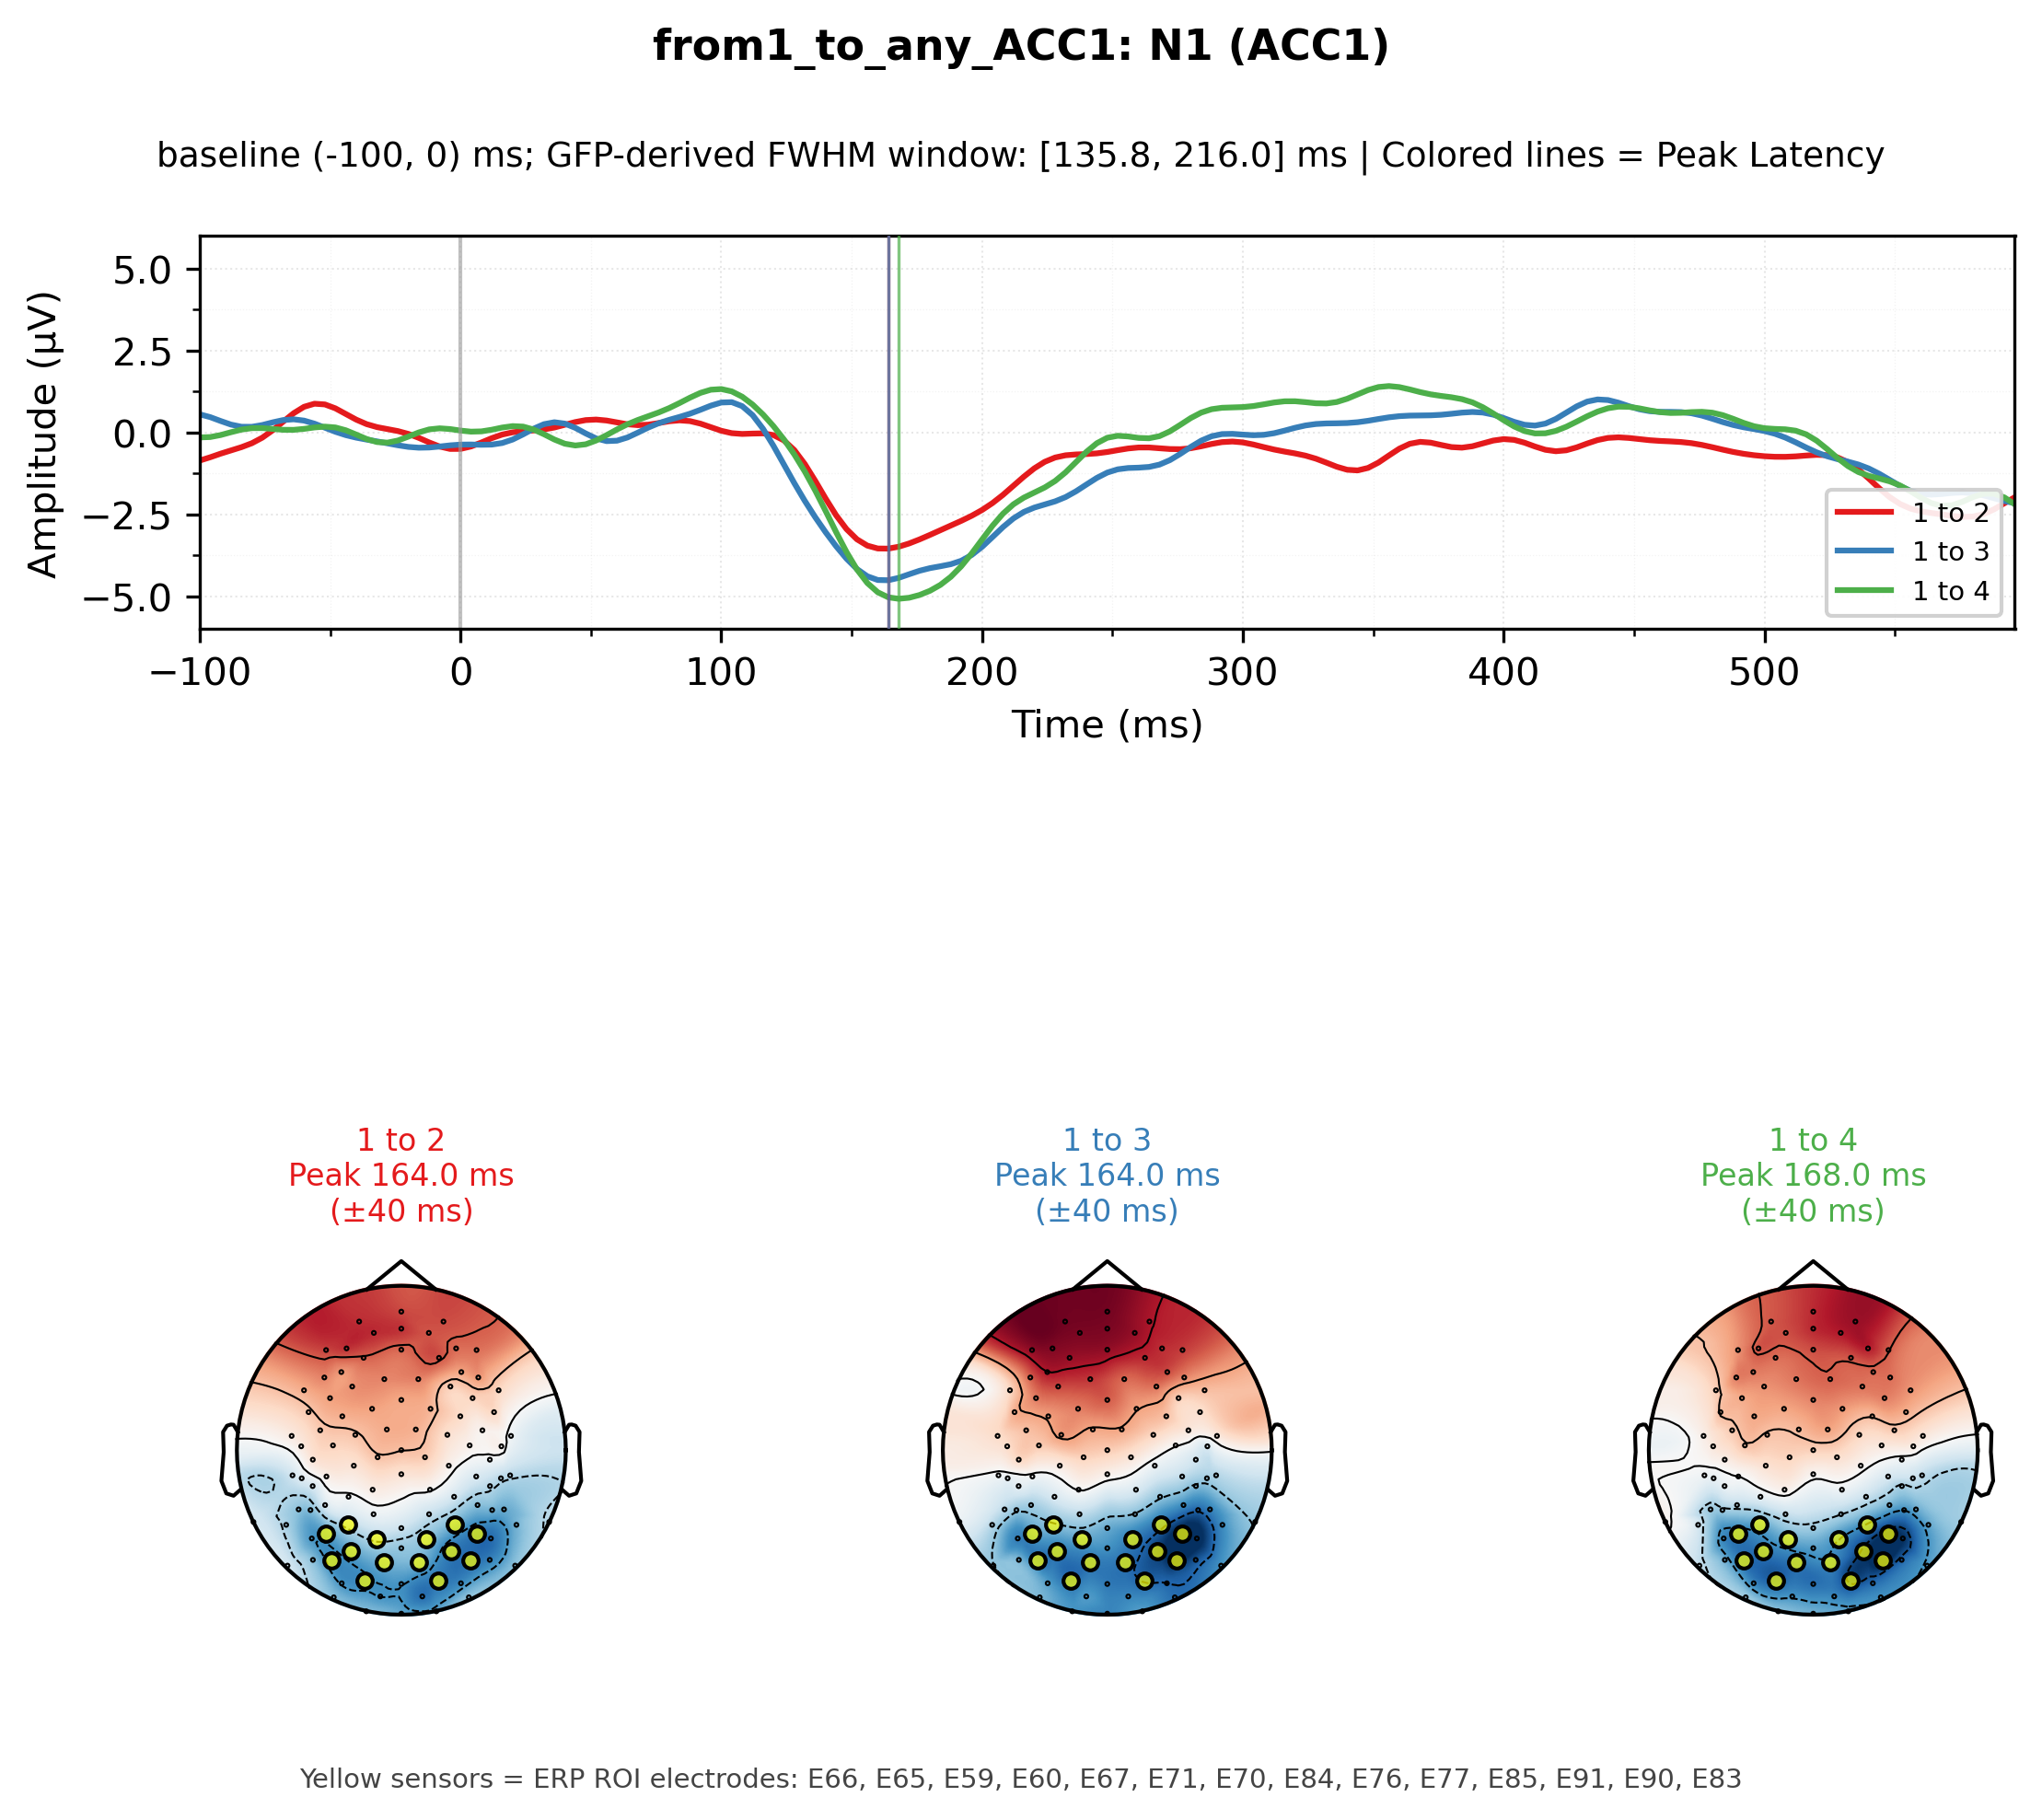 from1_to_any_ACC1: N1 (ACC1)
baseline (-100, 0) ms; GFP-derived FWHM window: [135.8, 216.0] ms | Colored lines = Peak Latency
Amplitude (µV)
5.0
2.5
0.0
−2.5
−5.0
1 to 2
1 to 3
1 to 4
−100
0
100
200
300
400
500
Time (ms)
1 to 2
Peak 164.0 ms
(±40 ms)
1 to 3
Peak 164.0 ms
(±40 ms)
1 to 4
Peak 168.0 ms
(±40 ms)
Yellow sensors = ERP ROI electrodes: E66, E65, E59, E60, E67, E71, E70, E84, E76, E77, E85, E91, E90, E83